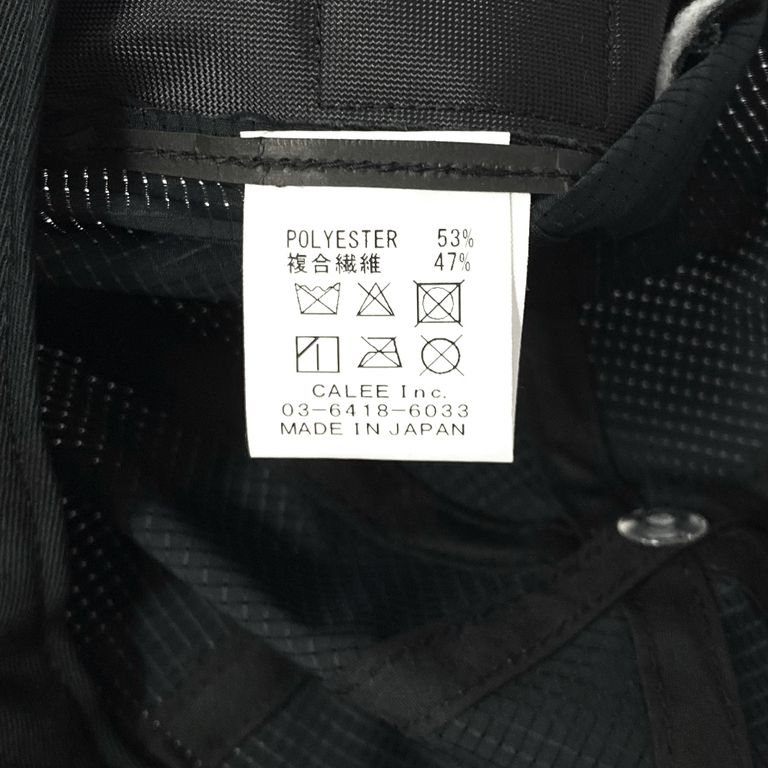 POLYESTER 53%
複合繊維 47%
CALEE Inc.
03-6418-6033
MADE IN JAPAN